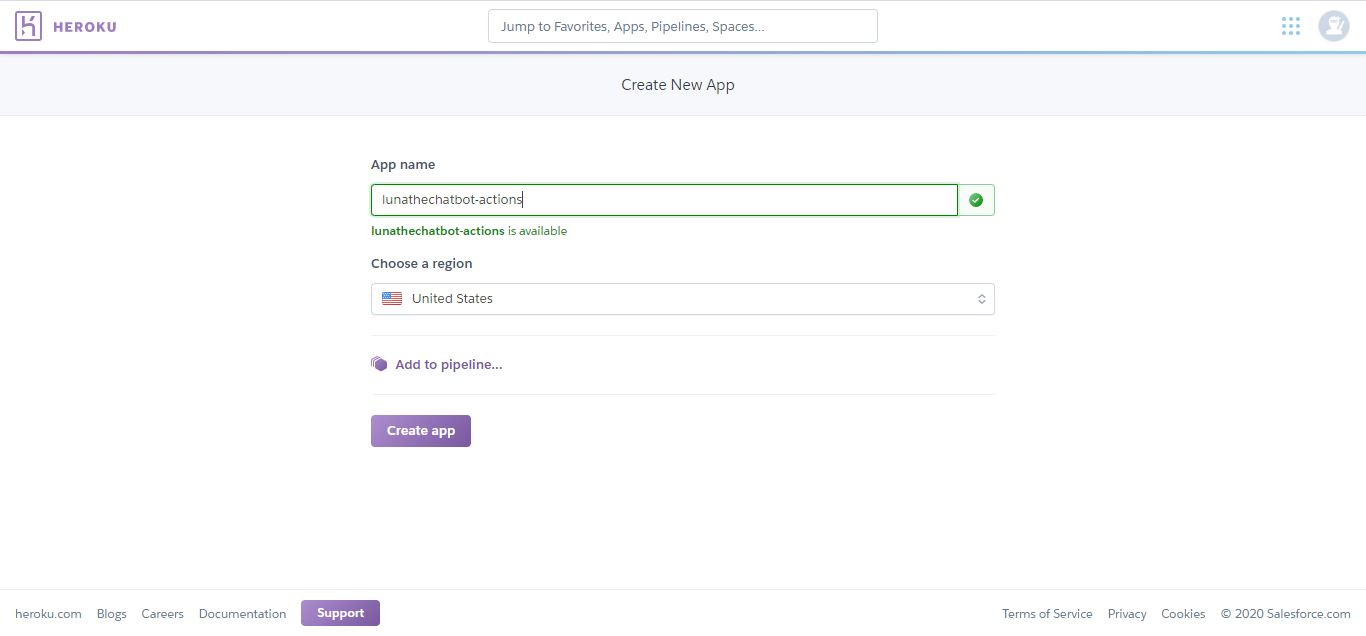 HEROKU
Jump to Favorites, Apps, Pipelines, Spaces...
Create New App
App name
lunathechatbot-actions
lunathechatbot-actions is available
Choose a region
United States
Add to pipeline...
Create app
heroku.com Blogs Careers Documentation Support Terms of Service Privacy Cookies © 2020 Salesforce.com